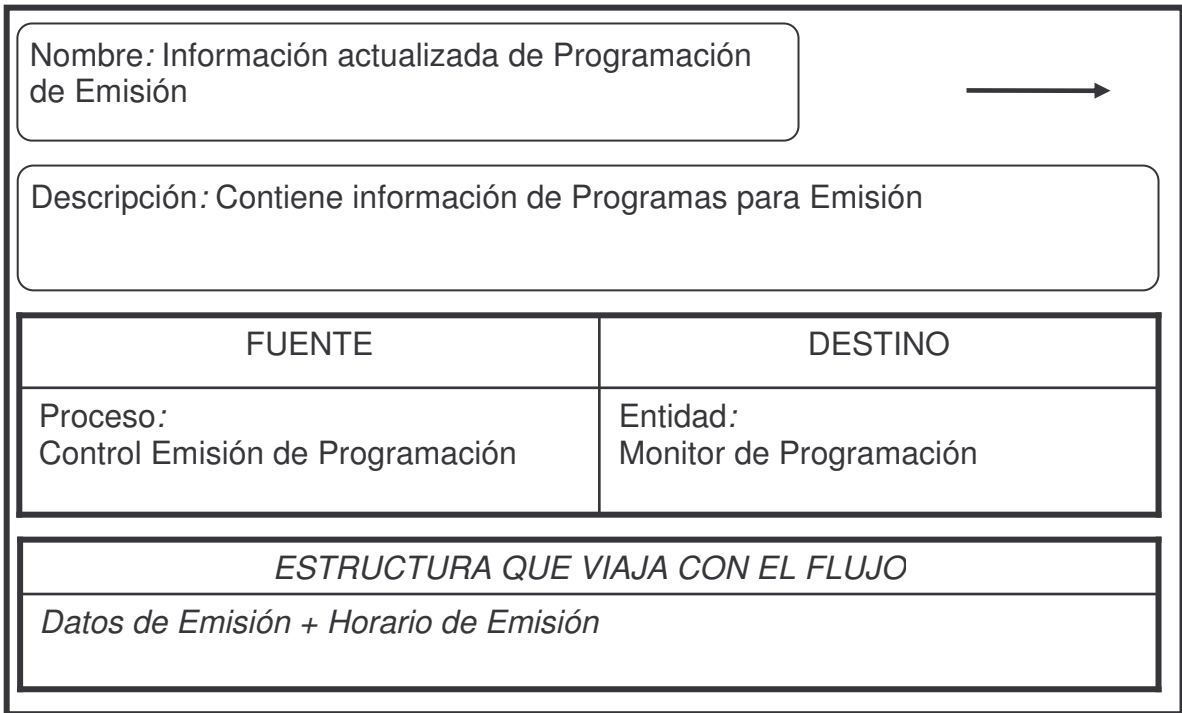 Nombre: Información actualizada de Programación
de Emisión
Descripción: Contiene información de Programas para Emisión
FUENTE
DESTINO
Proceso:
Control Emisión de Programación
Entidad:
Monitor de Programación
ESTRUCTURA QUE VIAJA CON EL FLUJO
Datos de Emisión + Horario de Emisión